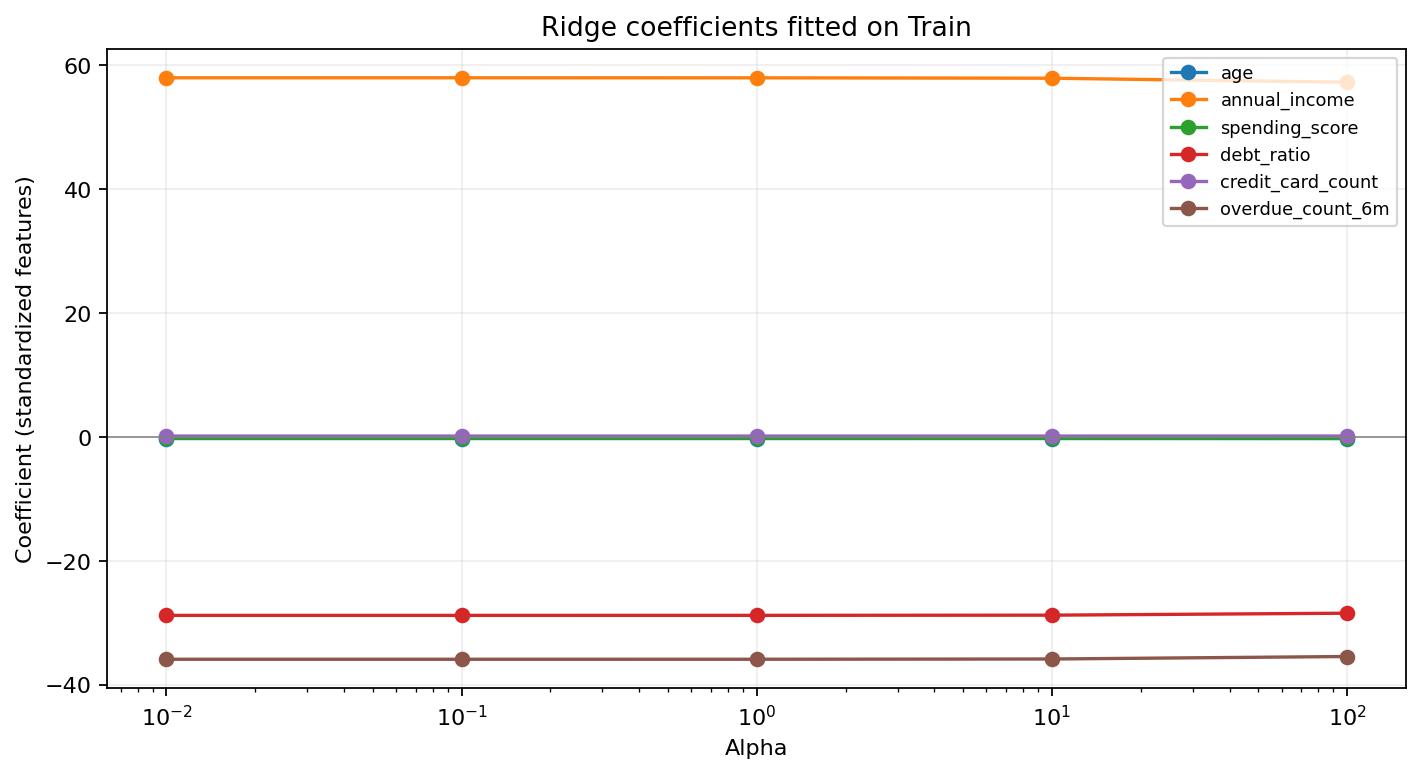 Ridge coefficients fitted on Train
60
40
20
0
−20
−40
Coefficient (standardized features)
age
annual_income
spending_score
debt_ratio
credit_card_count
overdue_count_6m
10⁻² 10⁻¹ 10⁰ 10¹ 10²
Alpha